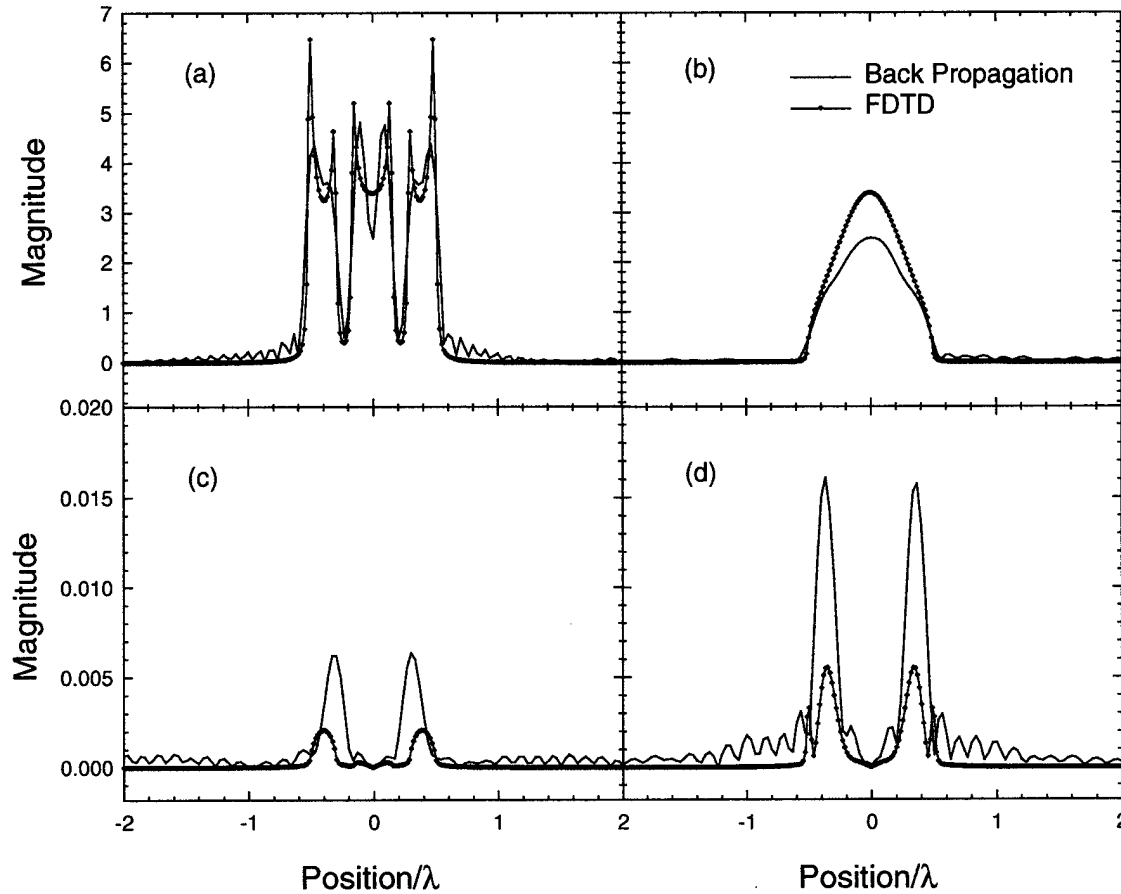 7
6
5
4
3
2
1
0
Magnitude
(a)
(b)
Back Propagation
FDTD
0.020
0.015
0.010
0.005
0.000
Magnitude
(c)
(d)
-2 -1 0 1 2
-1 0 1 2
Position/λ
Position/λ